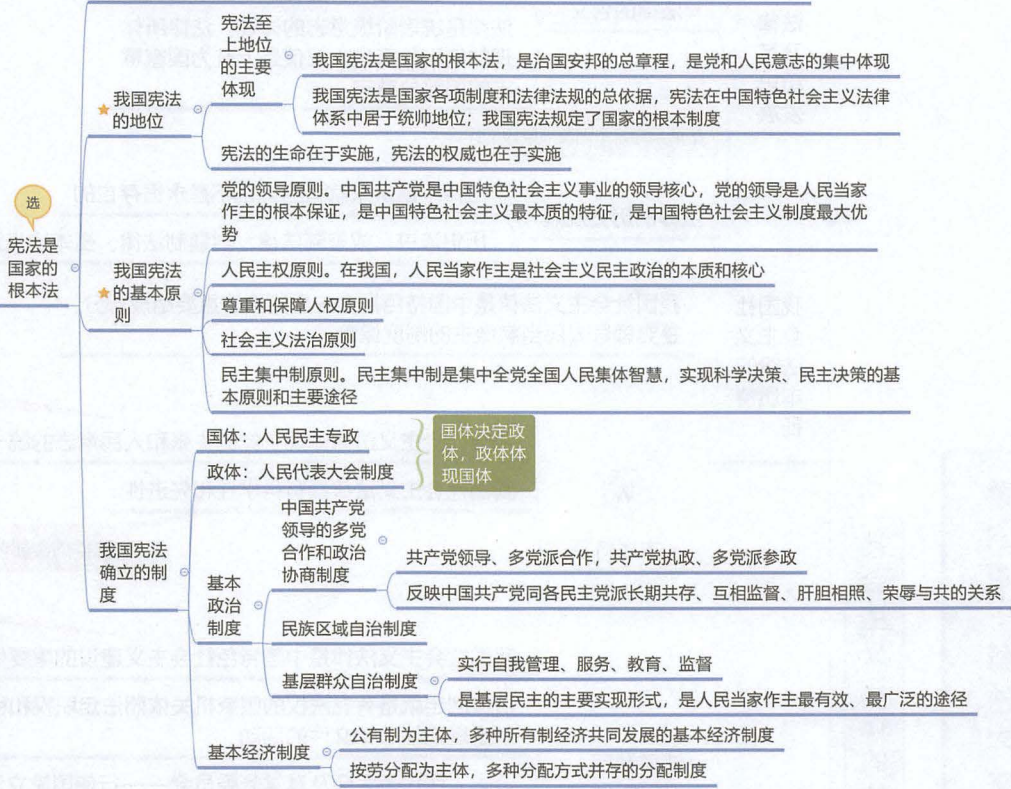 选
宪法是
国家的
根本法
我国宪法
的地位
宪法至
上地位
的主要
体现
我国宪法是国家的根本法，是治国安邦的总章程，是党和人民意志的集中体现
我国宪法是国家各项制度和法律法规的总依据，宪法在中国特色社会主义法律
体系中居于统帅地位；我国宪法规定了国家的根本制度
宪法的生命在于实施，宪法的权威也在于实施
我国宪法
的基本原
则
党的领导原则。中国共产党是中国特色社会主义事业的领导核心，党的领导是人民当家
作主的根本保证，是中国特色社会主义最本质的特征，是中国特色社会主义制度最大优
势
人民主权原则。在我国，人民当家作主是社会主义民主政治的本质和核心
尊重和保障人权原则
社会主义法治原则
民主集中制原则。民主集中制是集中全党全国人民集体智慧，实现科学决策、民主决策的基
本原则和主要途径
我国宪法
确立的制
度
国体：人民民主专政
政体：人民代表大会制度
国体决定政
体，政体体
现国体
基本
政治
制度
中国共产党
领导的多党
合作和政治
协商制度
共产党领导、多党派合作，共产党执政、多党派参政
反映中国共产党同各民主党派长期共存、互相监督、肝胆相照、荣辱与共的关系
民族区域自治制度
基层群众自治制度
实行自我管理、服务、教育、监督
是基层民主的主要实现形式，是人民当家作主最有效、最广泛的途径
基本经济制度
公有制为主体，多种所有制经济共同发展的基本经济制度
按劳分配为主体，多种分配方式并存的分配制度